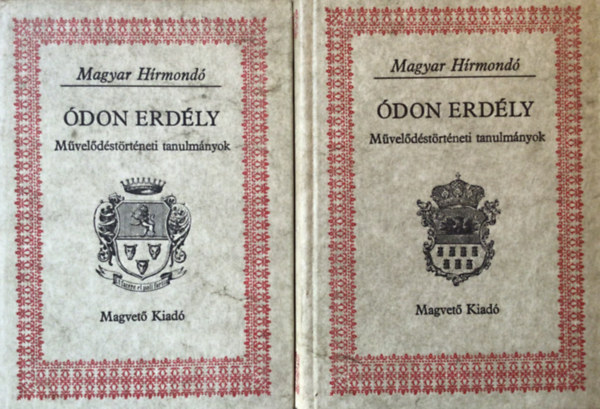 Magyar Hírmondó
ÓDON ERDÉLY
Művelődéstörténeti tanulmányok
Magvető Kiadó
Magyar Hírmondó
ÓDON ERDÉLY
Művelődéstörténeti tanulmányok
Magvető Kiadó